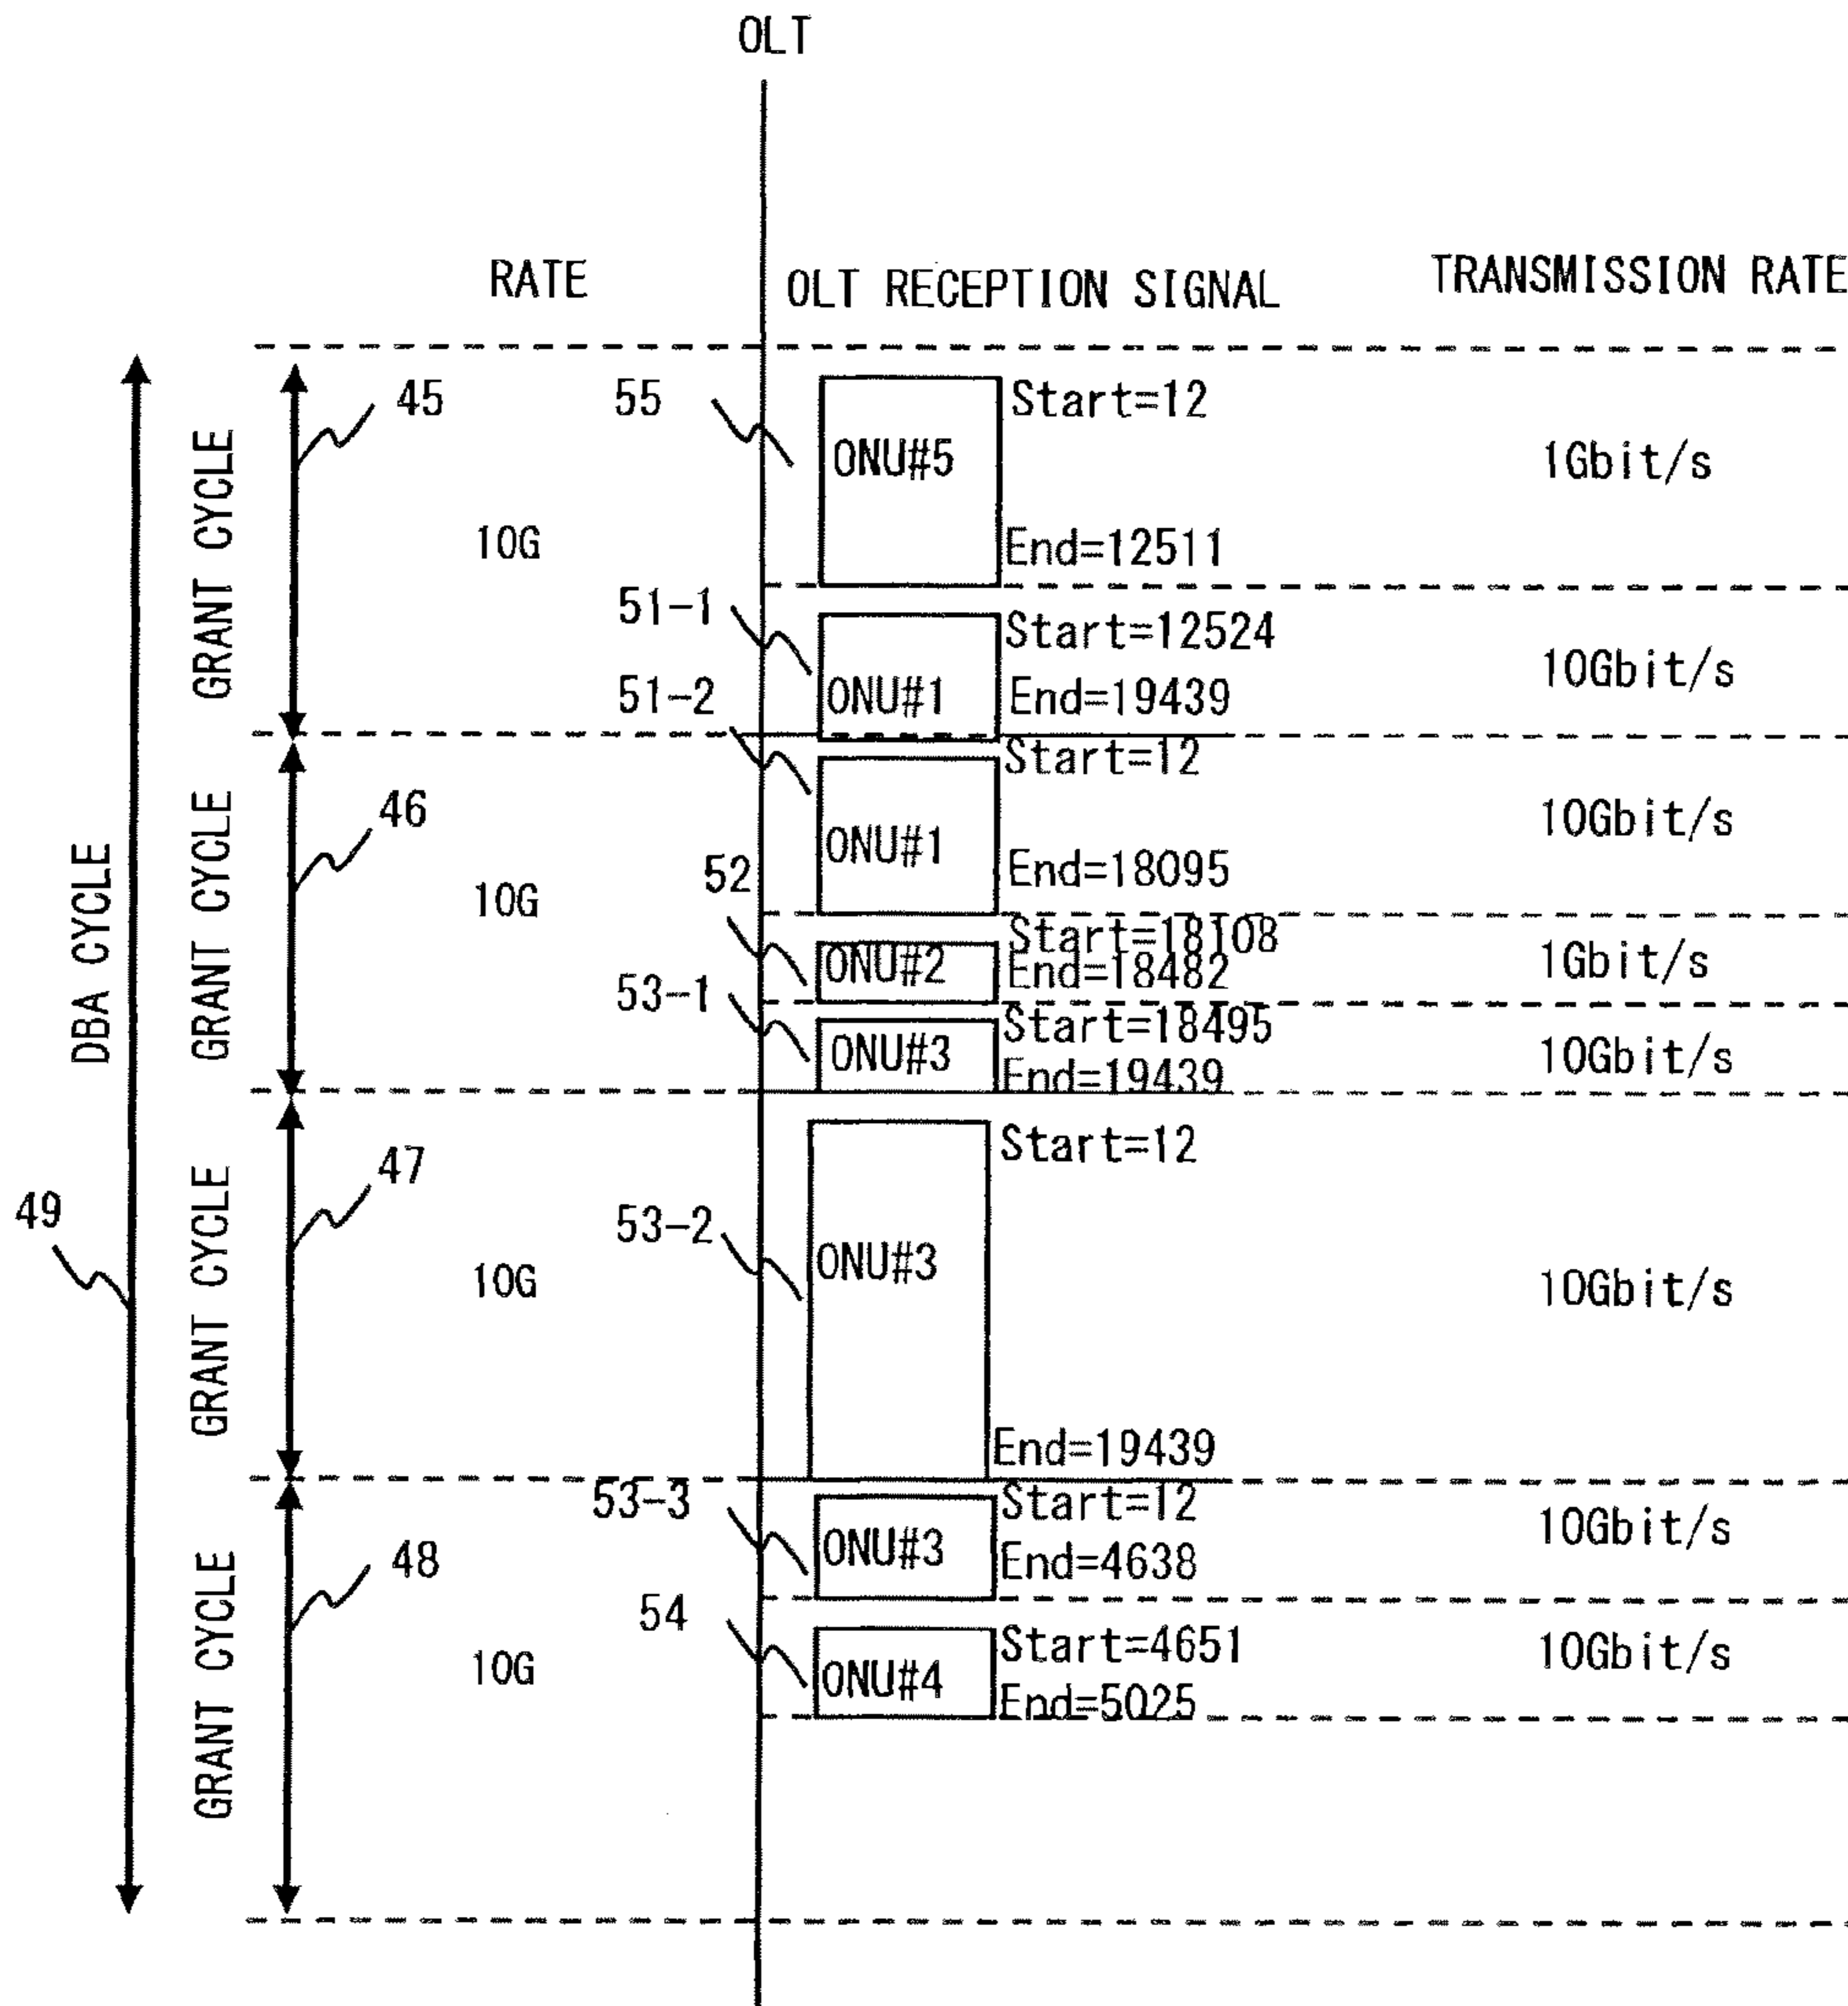 OLT
RATE
OLT RECEPTION SIGNAL
TRANSMISSION RATE
DBA CYCLE
49
GRANT CYCLE
45
10G
55
ONU#5
Start=12
End=12511
1Gbit/s
51-1
ONU#1
Start=12524
End=19439
10Gbit/s
GRANT CYCLE
46
10G
51-2
ONU#1
Start=12
End=18095
10Gbit/s
52
ONU#2
Start=18108
End=18482
1Gbit/s
53-1
ONU#3
Start=18495
End=19439
10Gbit/s
GRANT CYCLE
47
10G
53-2
ONU#3
Start=12
End=19439
10Gbit/s
GRANT CYCLE
48
10G
53-3
ONU#3
Start=12
End=4638
10Gbit/s
54
ONU#4
Start=4651
End=5025
10Gbit/s